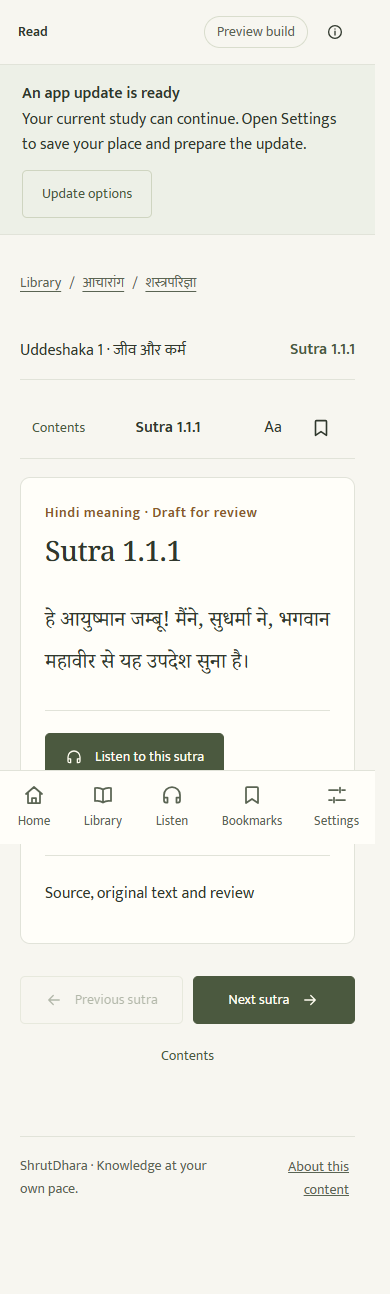 Read
Preview build
An app update is ready
Your current study can continue. Open Settings
to save your place and prepare the update.
Update options
Library / आचारांग / शस्त्रपरिज्ञा
Uddeshaka 1 · जीव और कर्म
Sutra 1.1.1
Contents
Sutra 1.1.1
Aa
Hindi meaning · Draft for review
Sutra 1.1.1
हे आयुष्मान जम्बू! मैंने, सुधर्मा ने, भगवान
महावीर से यह उपदेश सुना है।
Listen to this sutra
Home
Library
Listen
Bookmarks
Settings
Source, original text and review
Previous sutra
Next sutra
Contents
ShrutDhara · Knowledge at your
own pace.
About this
content